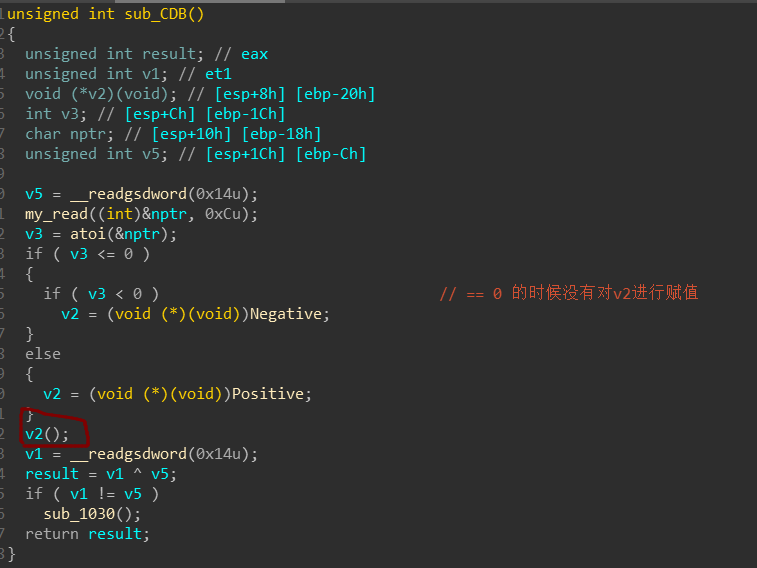 1 unsigned int sub_CDB()
2 {
3 unsigned int result; // eax
4 unsigned int v1; // et1
5 void (*v2)(void); // [esp+8h] [ebp-20h]
6 int v3; // [esp+Ch] [ebp-1Ch]
7 char nptr; // [esp+10h] [ebp-18h]
8 unsigned int v5; // [esp+1Ch] [ebp-Ch]
9
0 v5 = __readgsdword(0x14u);
1 my_read((int)&nptr, 0xCu);
2 v3 = atoi(&nptr);
3 if ( v3 <= 0 )
4 {
5 if ( v3 < 0 ) // == 0 的时候没有对v2进行赋值
6 v2 = (void (*)(void))Negative;
7 }
8 else
9 {
0 v2 = (void (*)(void))Positive;
1 }
2 v2();
3 v1 = __readgsdword(0x14u);
4 result = v1 ^ v5;
5 if ( v1 != v5 )
6 sub_1030();
7 return result;
8 }